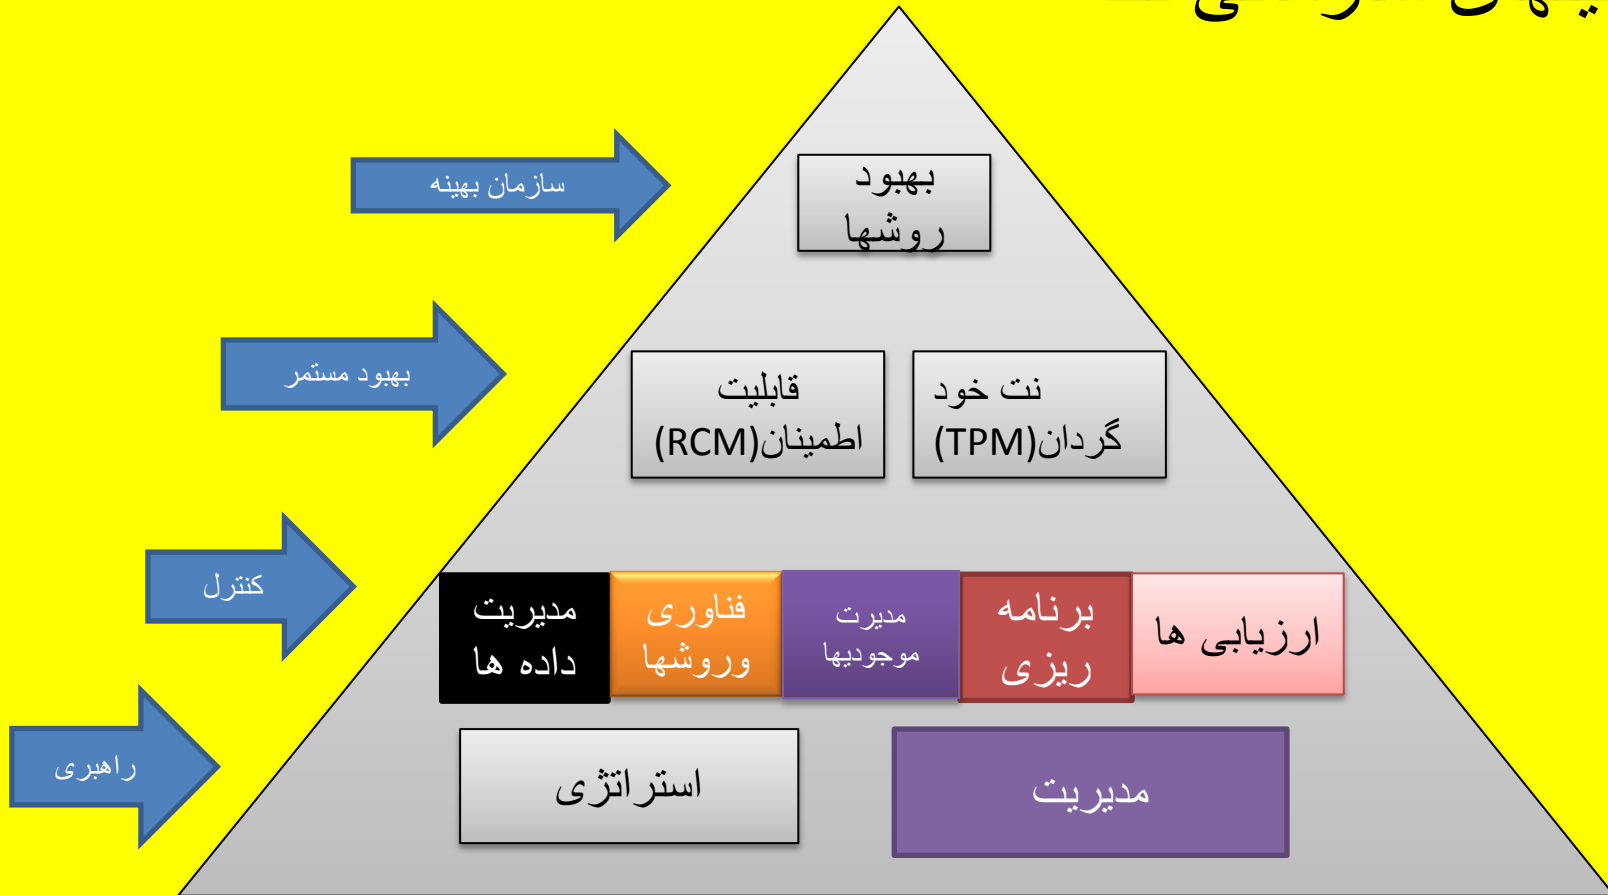 سازمان بهینه
بهبود
روشها
بهبود مستمر
نت خود
گردان(TPM)
قابلیت
اطمینان(RCM)
کنترل
ارزیابی ها
برنامه
ریزی
مدیرت
موجودیها
فناوری
وروشها
مدیریت
داده ها
راهبری
مدیریت
استراتژی